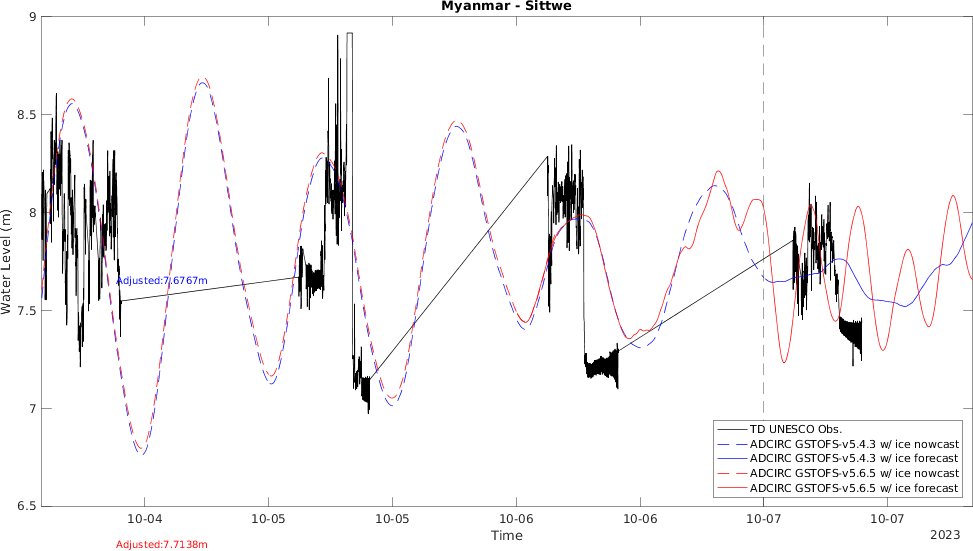 Myanmar - Sittwe
9
8.5
8
7.5
7
6.5
Water Level (m)
Adjusted:7.6767m
TD UNESCO Obs.
ADCIRC GSTOFS-v5.4.3 w/ ice nowcast
ADCIRC GSTOFS-v5.4.3 w/ ice forecast
ADCIRC GSTOFS-v5.6.5 w/ ice nowcast
ADCIRC GSTOFS-v5.6.5 w/ ice forecast
10-04 10-05 10-05 10-06 10-06 10-07 10-07
Time
2023
Adjusted:7.7138m